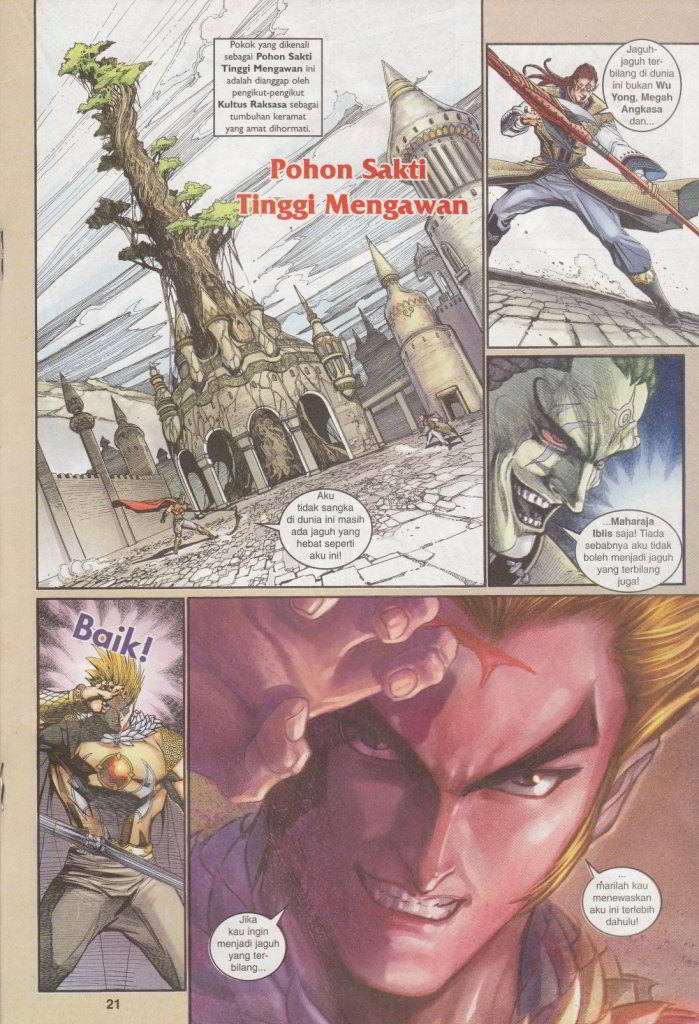 Pokok yang dikenali
sebagai Pohon Sakti
Tinggi Mengawan ini
adalah dianggap oleh
pengikut-pengikut
Kultus Raksasa sebagai
tumbuhan keramat
yang amat dihormati.
Pohon Sakti
Tinggi Mengawan
Aku
tidak sangka
di dunia ini masih
ada jaguh yang
hebat seperti
aku ini!
Jaguh-
jaguh ter-
bilang di dunia
ini bukan Wu
Yong, Megah
Angkasa
dan...
...Maharaja
Iblis saja! Tiada
sebabnya aku tidak
boleh menjadi jaguh
yang terbilang
juga!
Baik!
Jika
kau ingin
menjadi jaguh
yang ter-
bilang...
...
marilah kau
menewaskan
aku ini terlebih
dahulu!
21